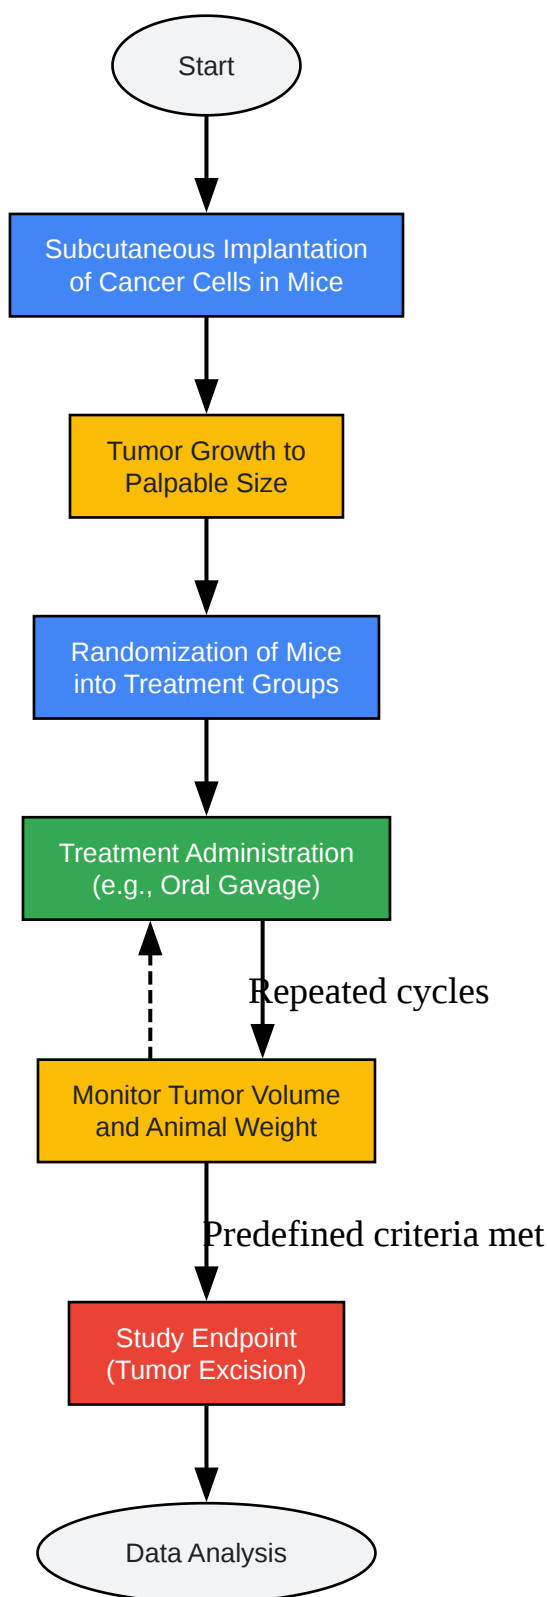 Start
Subcutaneous Implantation
of Cancer Cells in Mice
Tumor Growth to
Palpable Size
Randomization of Mice
into Treatment Groups
Treatment Administration
(e.g., Oral Gavage)
Repeated cycles
Monitor Tumor Volume
and Animal Weight
Predefined criteria met
Study Endpoint
(Tumor Excision)
Data Analysis